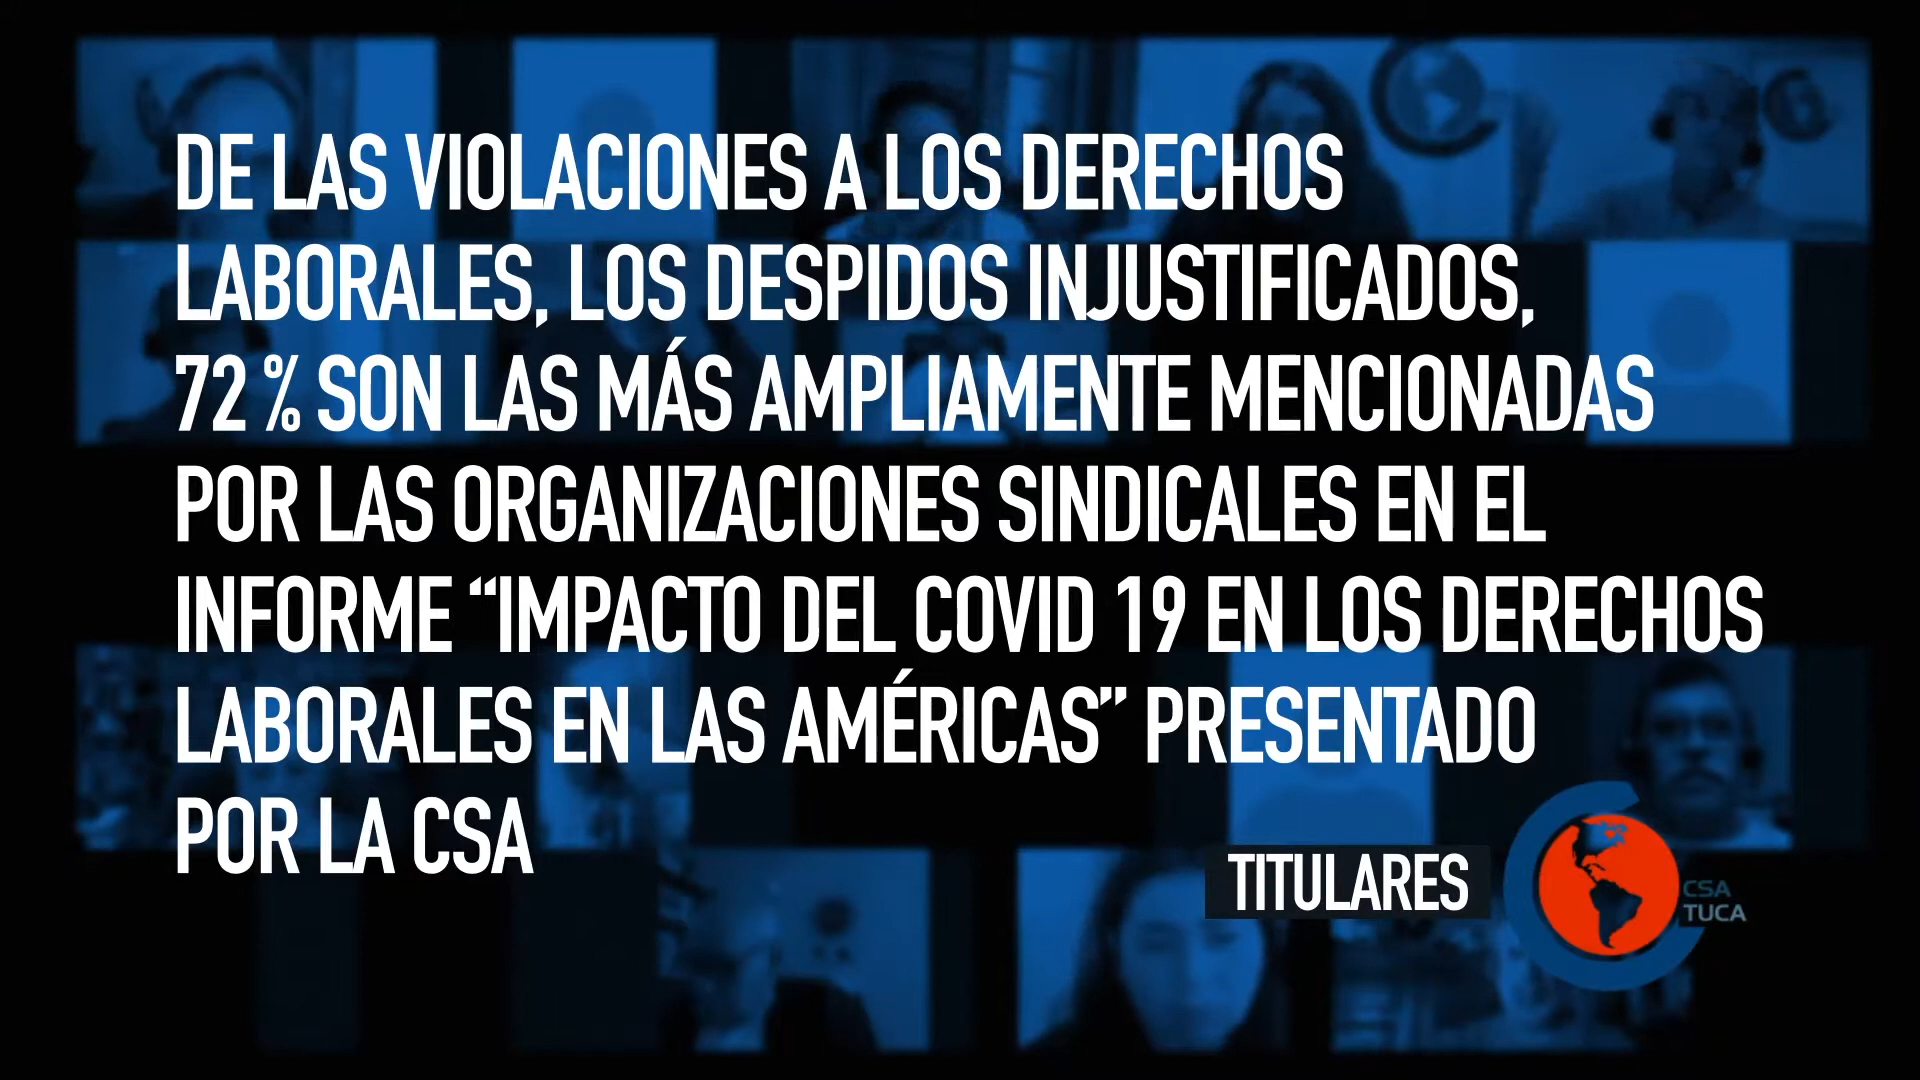 DE LAS VIOLACIONES A LOS DERECHOS
LABORALES, LOS DESPIDOS INJUSTIFICADOS,
72 % SON LAS MÁS AMPLIAMENTE MENCIONADAS
POR LAS ORGANIZACIONES SINDICALES EN EL
INFORME “IMPACTO DEL COVID 19 EN LOS DERECHOS
LABORALES EN LAS AMÉRICAS” PRESENTADO
POR LA CSA
TITULARES
CSA
TUCA